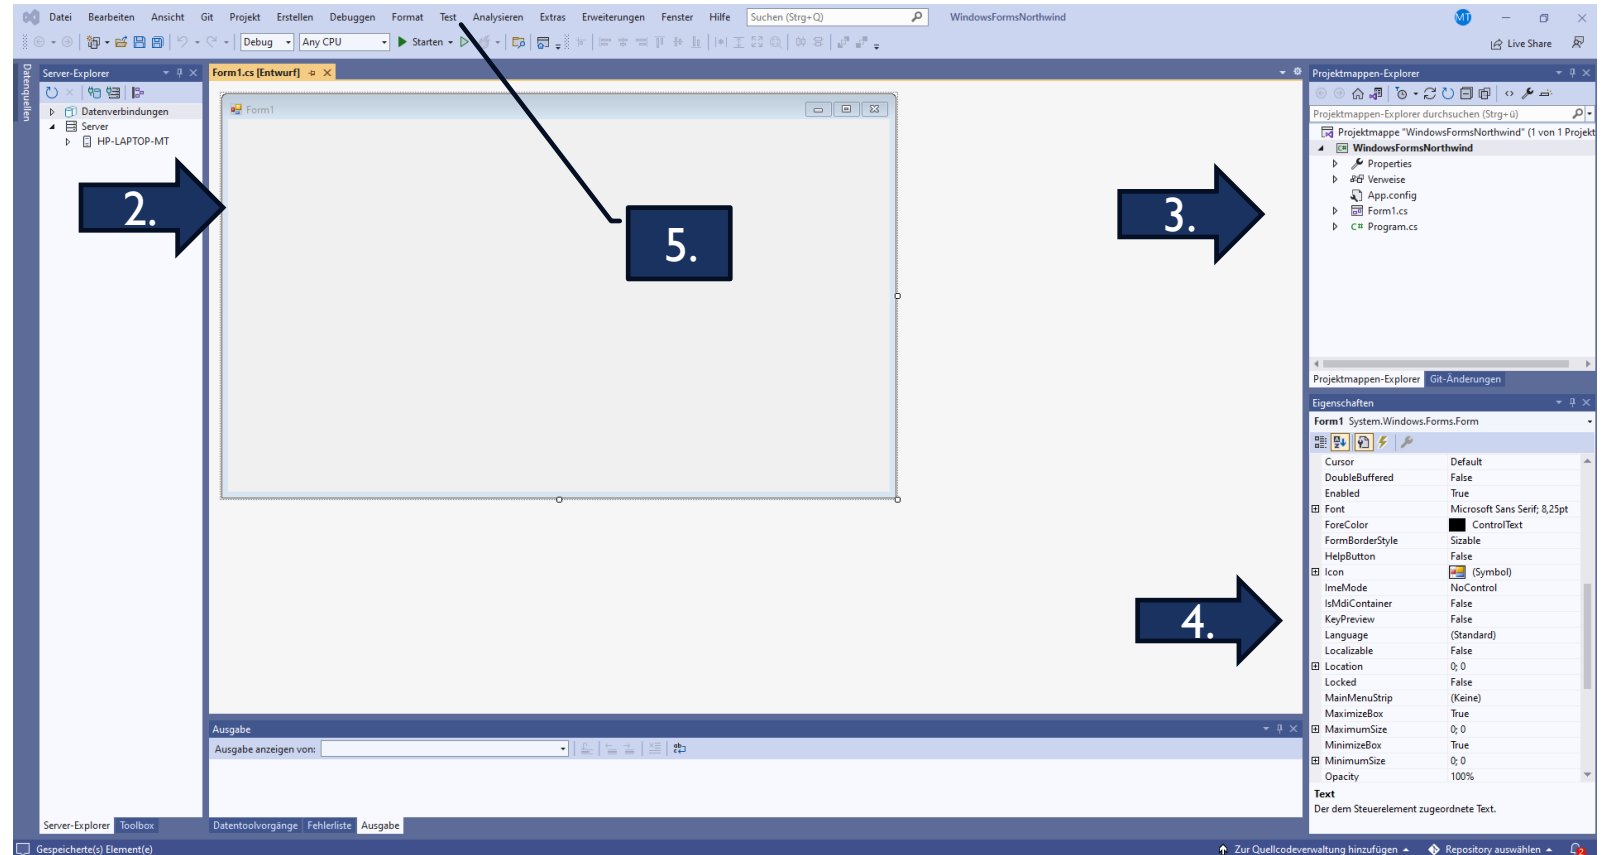 Datei Bearbeiten Ansicht Git Projekt Erstellen Debuggen Format Test Analysieren Extras Erweiterungen Fenster Hilfe Suchen (Strg+Q) WindowsFormsNorthwind MT
Debug Any CPU Starten Live Share
Datenquellen
Server-Explorer
Datenverbindungen
Server
HP-LAPTOP-MT
Form1.cs [Entwurf]
Form1
2.
5.
3.
4.
Projektmappen-Explorer
Projektmappen-Explorer durchsuchen (Strg+ü)
Projektmappe "WindowsFormsNorthwind" (1 von 1 Projekt
WindowsFormsNorthwind
Properties
Verweise
App.config
Form1.cs
C# Program.cs
Projektmappen-Explorer Git-Änderungen
Eigenschaften
Form1 System.Windows.Forms.Form
Cursor Default
DoubleBuffered False
Enabled True
Font Microsoft Sans Serif; 8,25pt
ForeColor ControlText
FormBorderStyle Sizable
HelpButton False
Icon (Symbol)
ImeMode NoControl
IsMdiContainer False
KeyPreview False
Language (Standard)
Localizable False
Location 0; 0
Locked False
MainMenuStrip (Keine)
MaximizeBox True
MaximumSize 0; 0
MinimizeBox True
MinimumSize 0; 0
Opacity 100%
Text
Der dem Steuerelement zugeordnete Text.
Ausgabe
Ausgabe anzeigen von:
Server-Explorer Toolbox
Datentoolvorgänge Fehlerliste Ausgabe
Gespeicherte(s) Element(e)
Zur Quellcodeverwaltung hinzufügen Repository auswählen 2